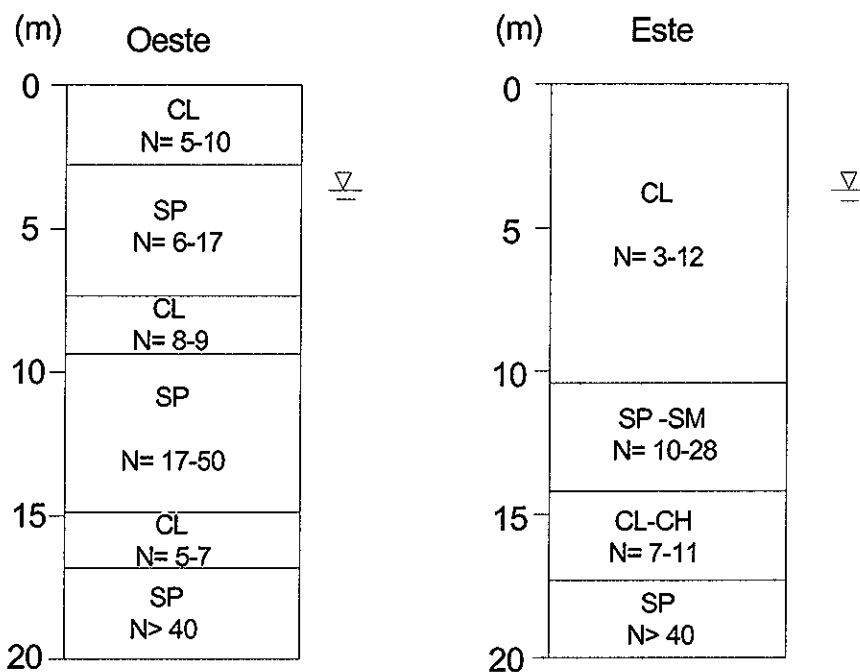 (m)
Oeste
0
CL
N= 5-10
SP
N= 6-17
5
CL
N= 8-9
10
SP
N= 17-50
15
CL
N= 5-7
SP
N> 40
20
(m)
Este
0
CL
5
N= 3-12
10
SP -SM
N= 10-28
15
CL-CH
N= 7-11
SP
N> 40
20